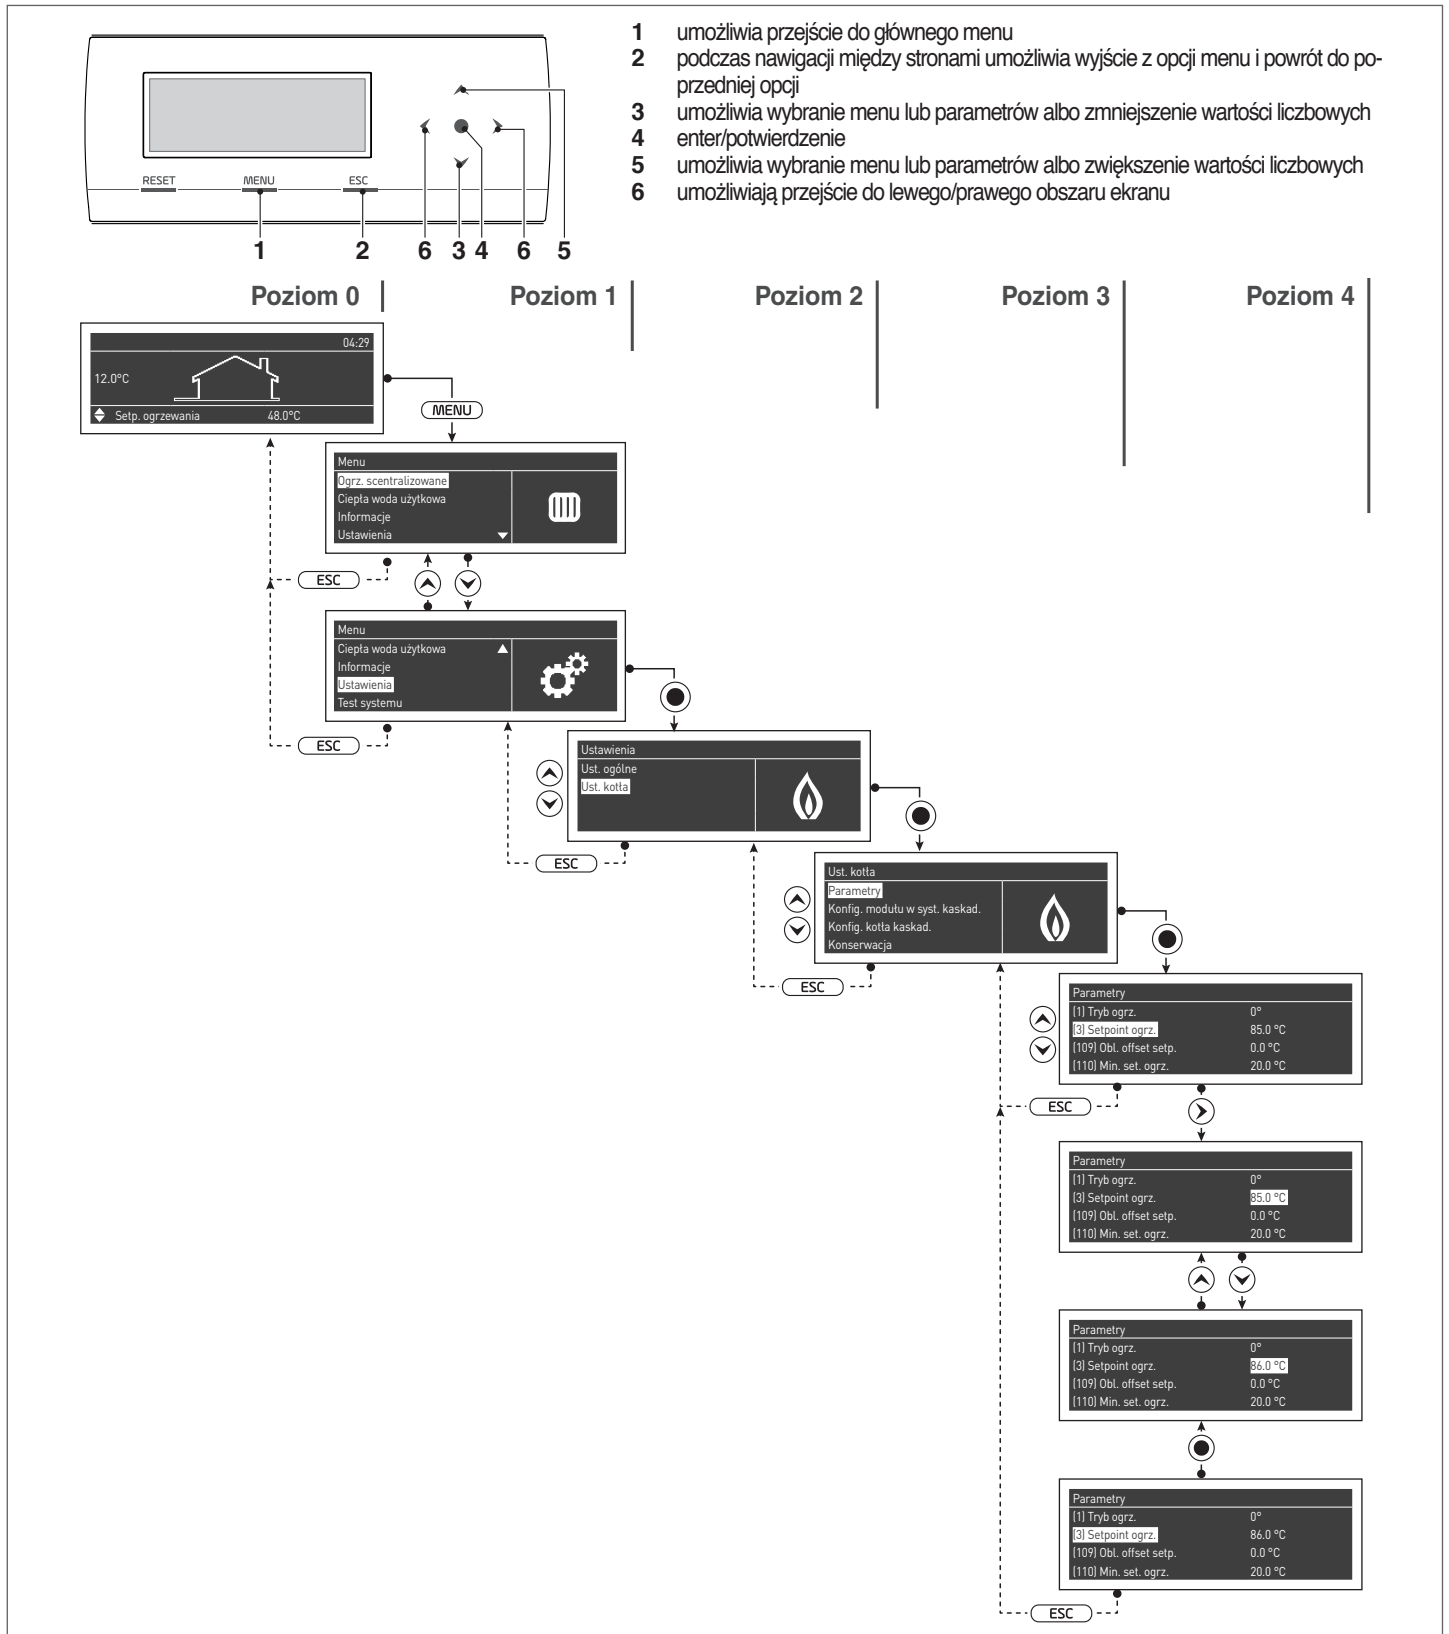 1 umożliwia przejście do głównego menu
2 podczas nawigacji między stronami umożliwia wyjście z opcji menu i powrót do po-
przedniej opcji
3 umożliwia wybranie menu lub parametrów albo zmniejszenie wartości liczbowych
4 enter/potwierdzenie
5 umożliwia wybranie menu lub parametrów albo zwiększenie wartości liczbowych
6 umożliwiają przejście do lewego/prawego obszaru ekranu
RESET MENU ESC
1 2 6 3 4 6 5
Poziom 0 Poziom 1 Poziom 2 Poziom 3 Poziom 4
04:29
12.0°C
Setp. ogrzewania 48.0°C
MENU
Menu
Ogrz. scentralizowane
Ciepła woda użytkowa
Informacje
Ustawienia
ESC
Menu
Ciepła woda użytkowa
Informacje
Ustawienia
Test systemu
ESC
Ustawienia
Ust. ogólne
Ust. kotła
ESC
Ust. kotła
Parametry
Konfig. modułu w syst. kaskad.
Konfig. kotła kaskad.
Konserwacja
ESC
Parametry
(1) Tryb ogrz. 0°
(3) Setpoint ogrz. 85.0 °C
(109) Obl. offset setp. 0.0 °C
(110) Min. set. ogrz. 20.0 °C
ESC
Parametry
(1) Tryb ogrz. 0°
(3) Setpoint ogrz. 85.0 °C
(109) Obl. offset setp. 0.0 °C
(110) Min. set. ogrz. 20.0 °C
Parametry
(1) Tryb ogrz. 0°
(3) Setpoint ogrz. 86.0 °C
(109) Obl. offset setp. 0.0 °C
(110) Min. set. ogrz. 20.0 °C
Parametry
(1) Tryb ogrz. 0°
(3) Setpoint ogrz. 86.0 °C
(109) Obl. offset setp. 0.0 °C
(110) Min. set. ogrz. 20.0 °C
ESC